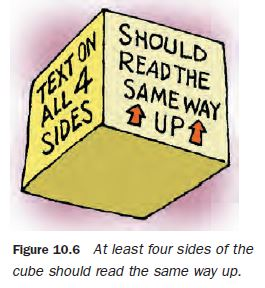 TEXT ON
ALL 4
SIDES
SHOULD
READ THE
SAME WAY
UP
Figure 10.6 At least four sides of the
cube should read the same way up.